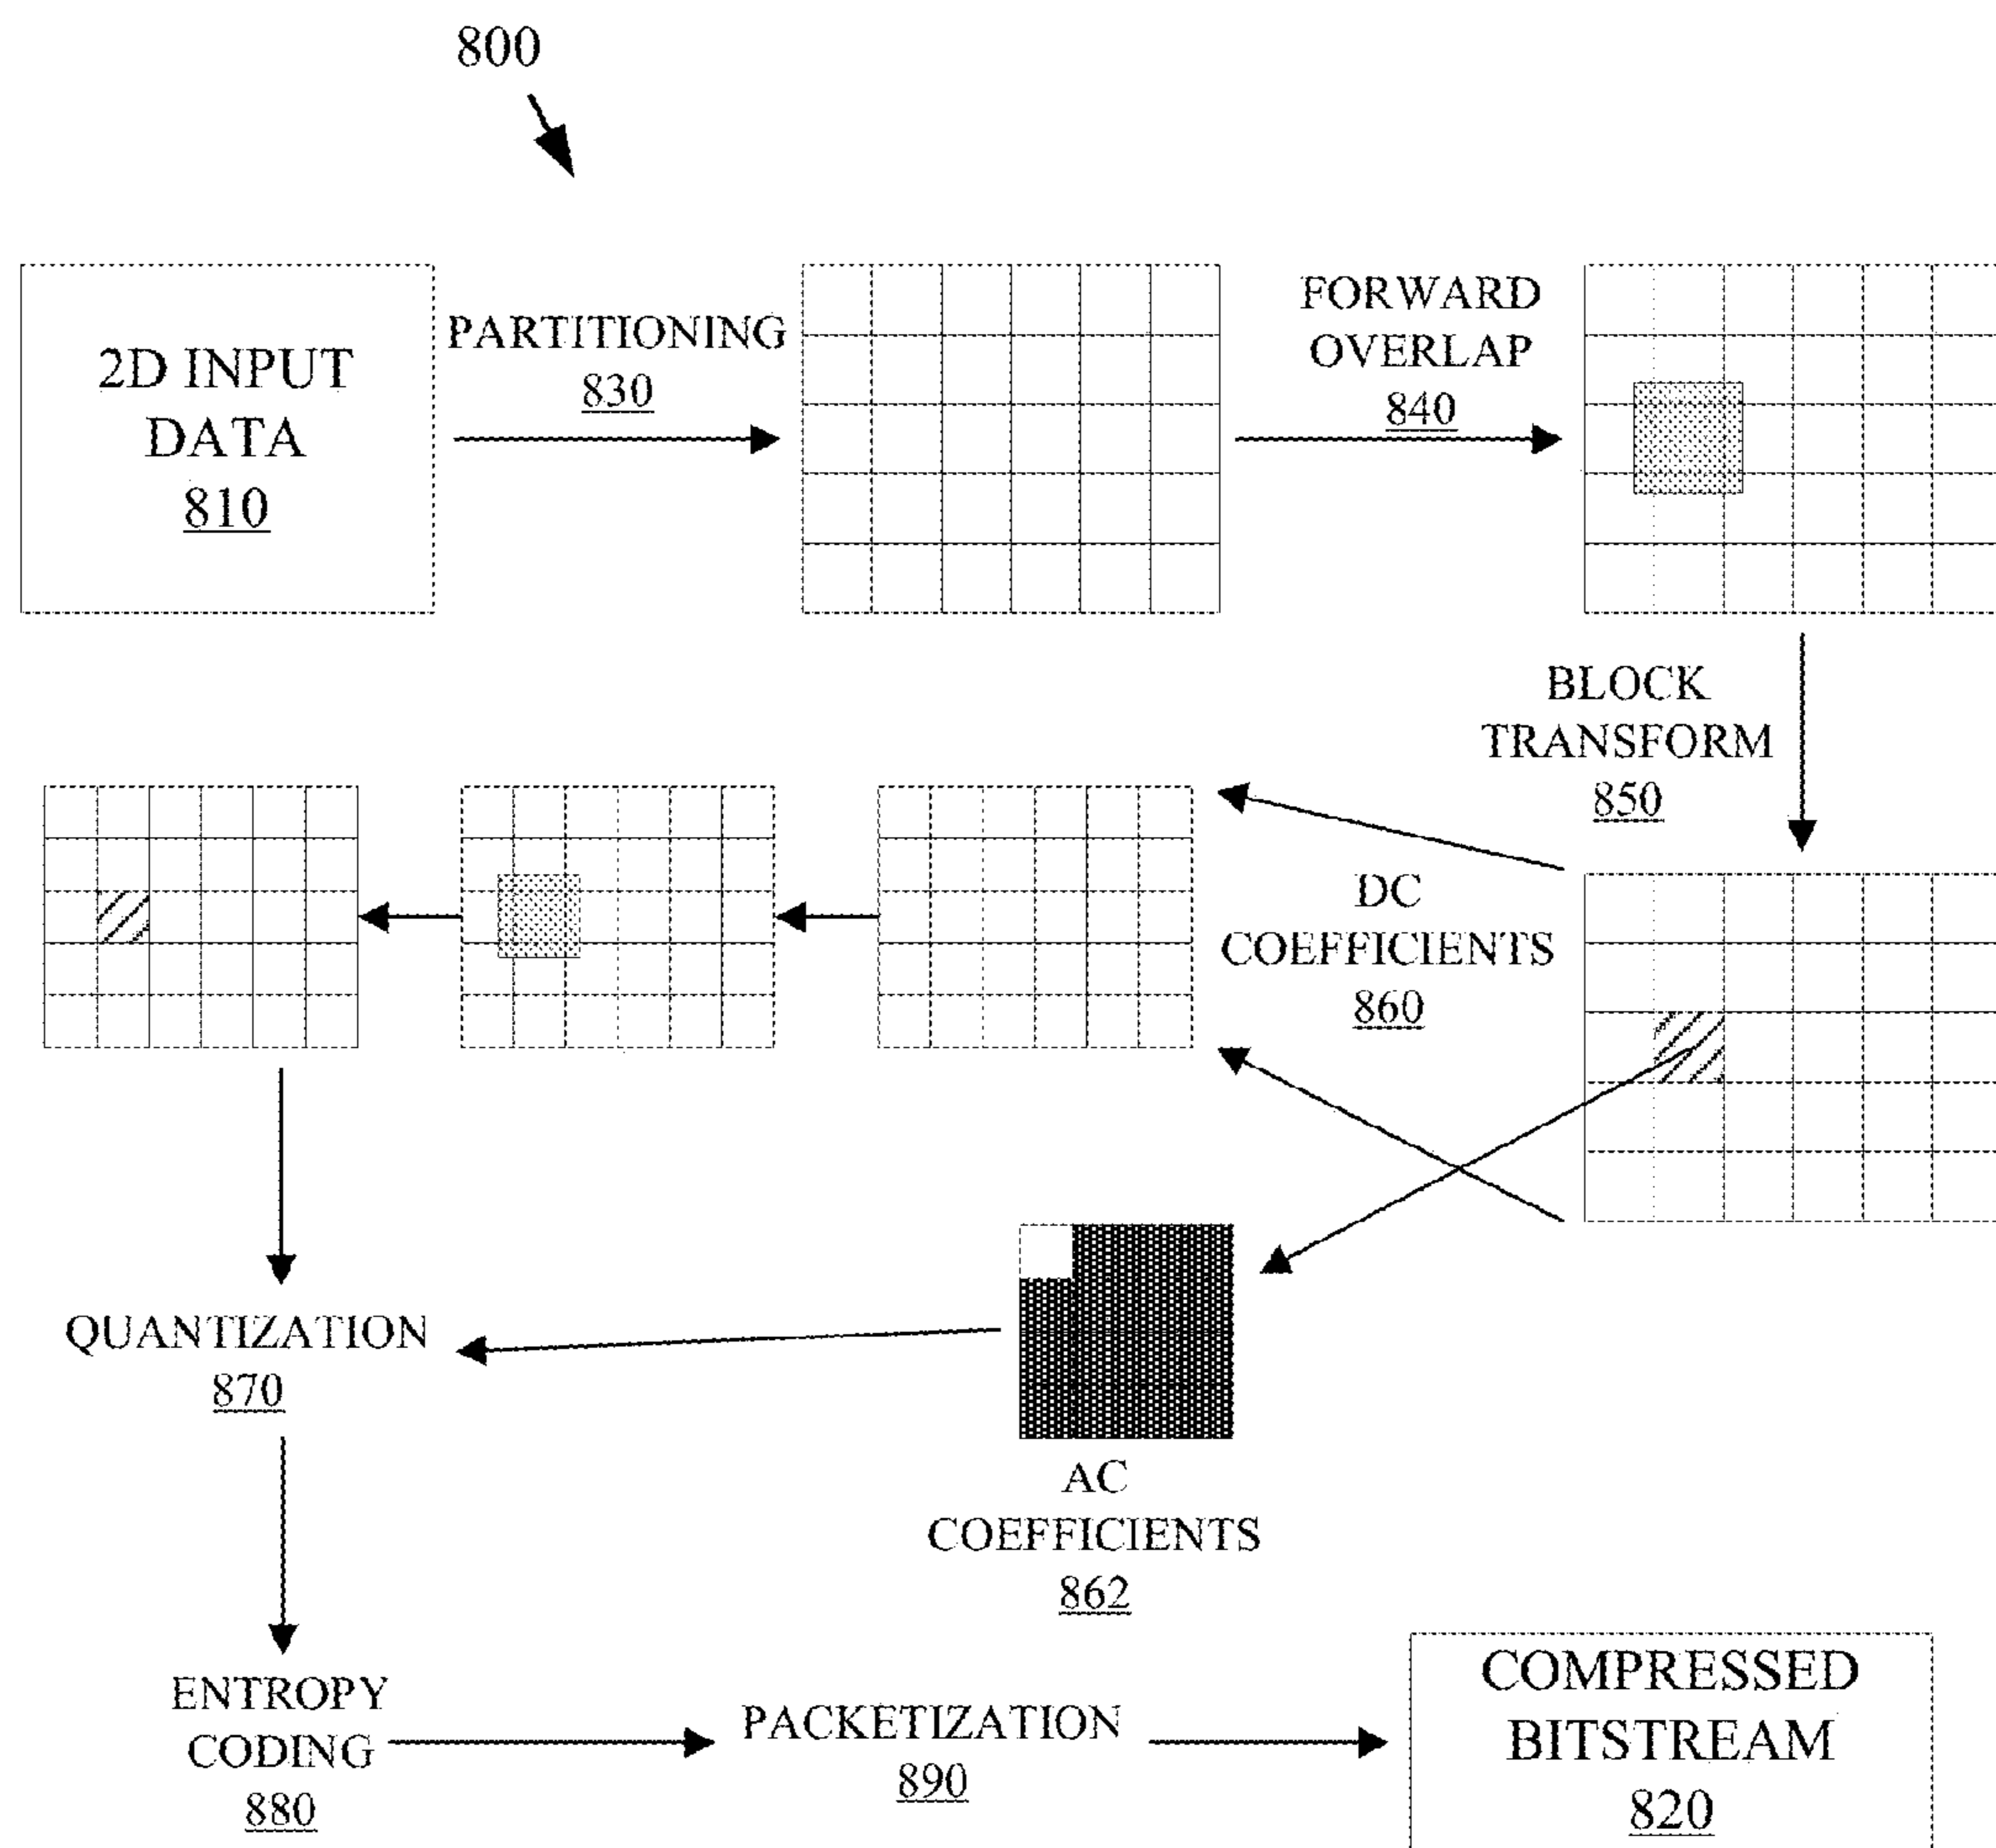 800
2D INPUT
DATA
810
PARTITIONING
830
FORWARD
OVERLAP
840
BLOCK
TRANSFORM
850
DC
COEFFICIENTS
860
QUANTIZATION
870
AC
COEFFICIENTS
862
ENTROPY
CODING
880
PACKETIZATION
890
COMPRESSED
BITSTREAM
820